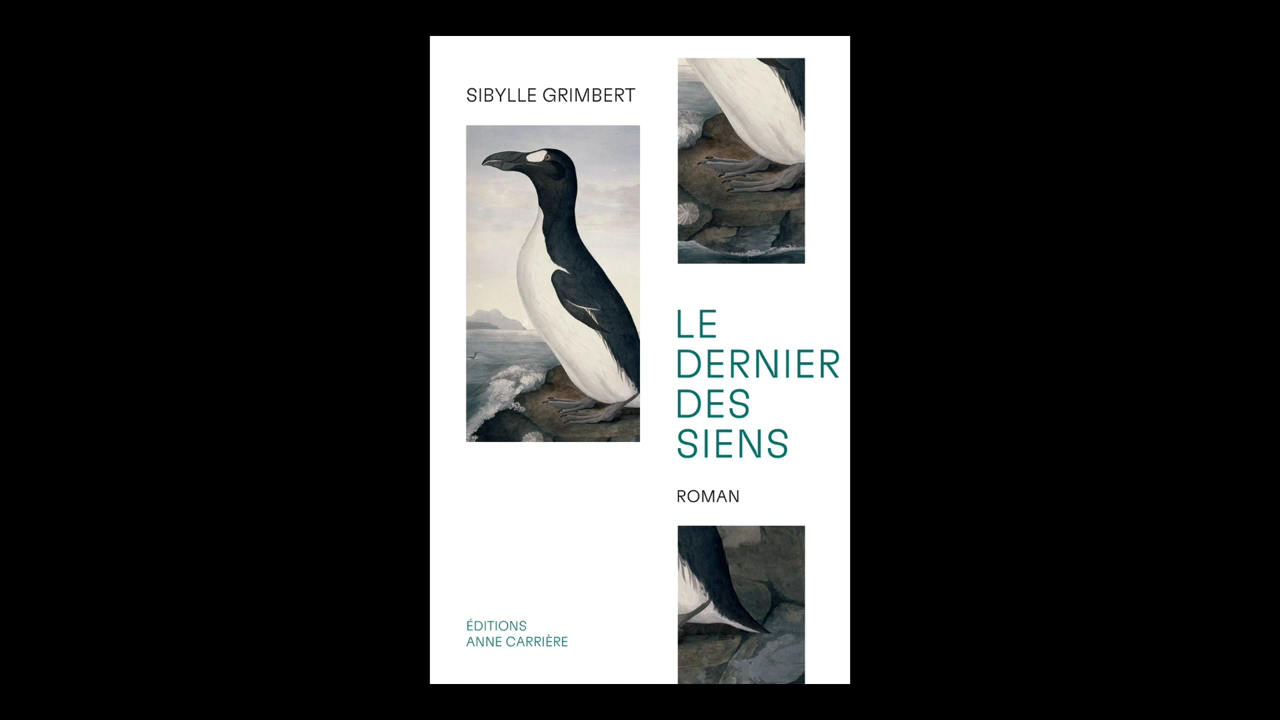 SIBYLLE GRIMBERT
LE
DERNIER
DES
SIENS
ROMAN
ÉDITIONS
ANNE CARRIÈRE